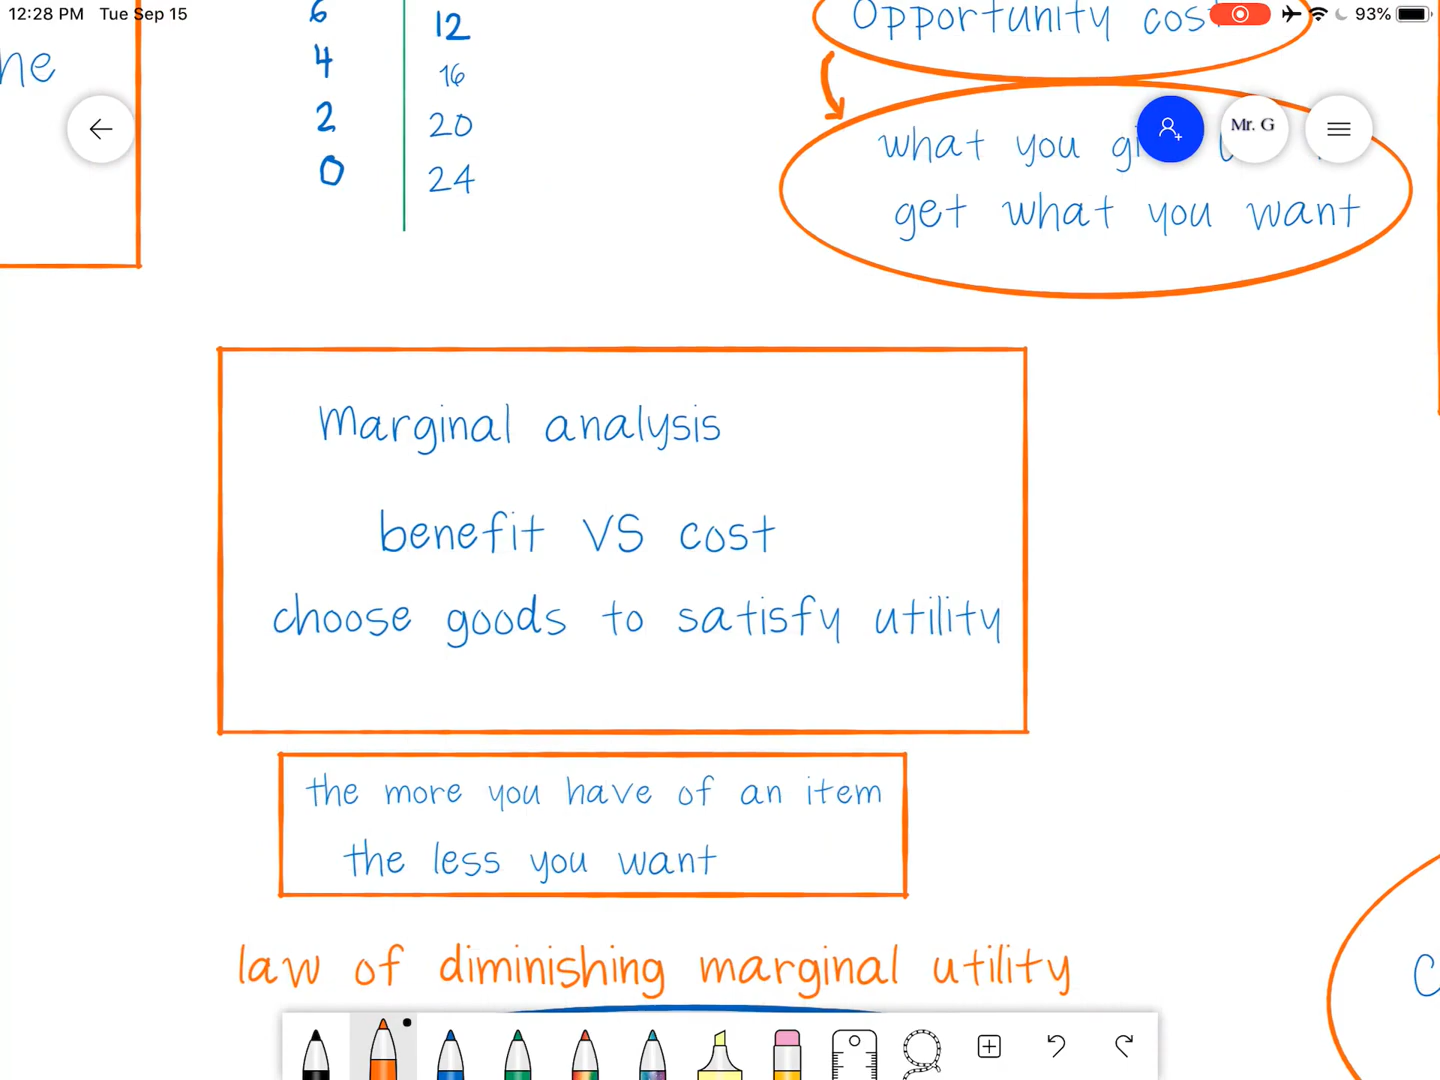 12:28 PM Tue Sep 15
93%
he
6 12
4 16
2 20
0 24
Opportunity cos
what you gi
get what you want
Mr. G
Marginal analysis
benefit VS cost
choose goods to satisfy utility
the more you have of an item
the less you want
law of diminishing marginal utility
C